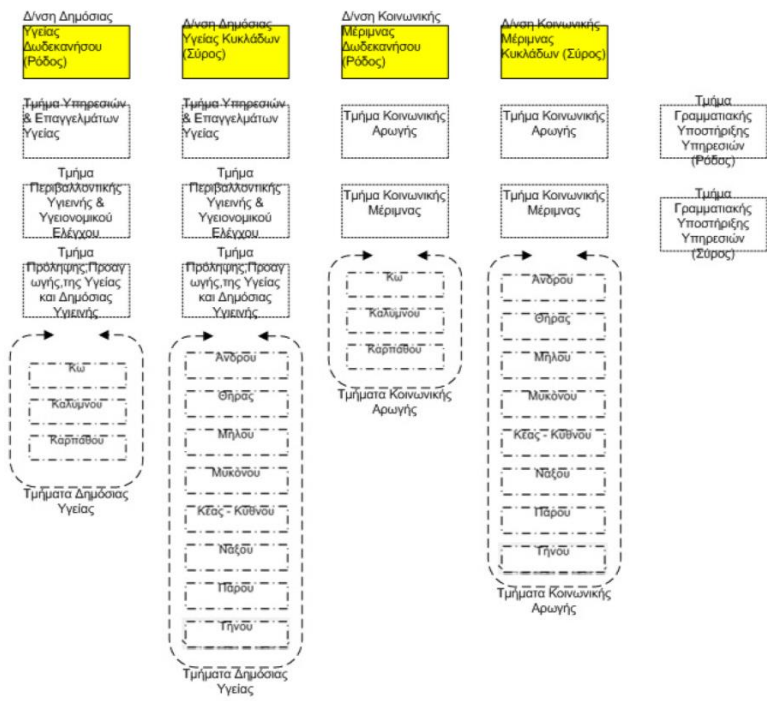 Δ/νση Δημόσιας
Υγείας
Δωδεκανήσου
(Ρόδος)
Τμήμα Υπηρεσιών
& Επαγγελμάτων
Υγείας
Τμήμα
Περιβαλλοντικής
Υγιεινής &
Υγειονομικού
Ελέγχου
Τμήμα
Πρόληψης,Προαγ
ωγής,της Υγείας
και Δημόσιας
Υγιεινής
Κω
Καλύμνου
Καρπάθου
Τμήματα Δημόσιας
Υγείας
Δ/νση Δημόσιας
Υγείας Κυκλάδων
(Σύρος)
Τμήμα Υπηρεσιών
& Επαγγελμάτων
Υγείας
Τμήμα
Περιβαλλοντικής
Υγιεινής &
Υγειονομικού
Ελέγχου
Τμήμα
Πρόληψης,Προαγ
ωγής,της Υγείας
και Δημόσιας
Υγιεινής
Άνδρου
Θήρας
Μήλου
Μυκόνου
Κέας - Κύθνου
Νάξου
Πάρου
Τήνου
Τμήματα Δημόσιας
Υγείας
Δ/νση Κοινωνικής
Μέριμνας
Δωδεκανήσου
(Ρόδος)
Τμήμα Κοινωνικής
Αρωγής
Τμήμα Κοινωνικής
Μέριμνας
Κω
Καλύμνου
Καρπάθου
Τμήματα Κοινωνικής
Αρωγής
Δ/νση Κοινωνικής
Μέριμνας
Κυκλάδων (Σύρος)
Τμήμα Κοινωνικής
Αρωγής
Τμήμα Κοινωνικής
Μέριμνας
Άνδρου
Θήρας
Μήλου
Μυκόνου
Κέας - Κύθνου
Νάξου
Πάρου
Τήνου
Τμήματα Κοινωνικής
Αρωγής
Τμήμα
Γραμματιακής
Υποστήριξης
Υπηρεσιών
(Ρόδος)
Τμήμα
Γραμματιακής
Υποστήριξης
Υπηρεσιών
(Σύρος)